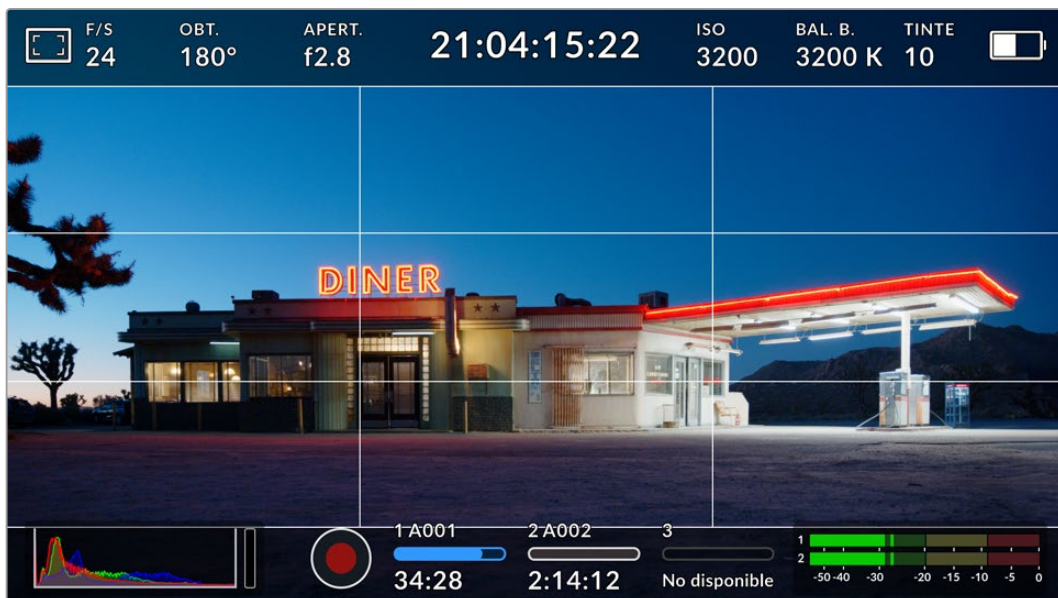 F/S OBT. APERT. 21:04:15:22 ISO BAL. B. TINTE
24 180° f2.8 3200 3200 K 10
DINER
1 A001 2 A002 3
34:28 2:14:12 No disponible
1
2
-50 -40 -30 -20 -15 -10 -5 0